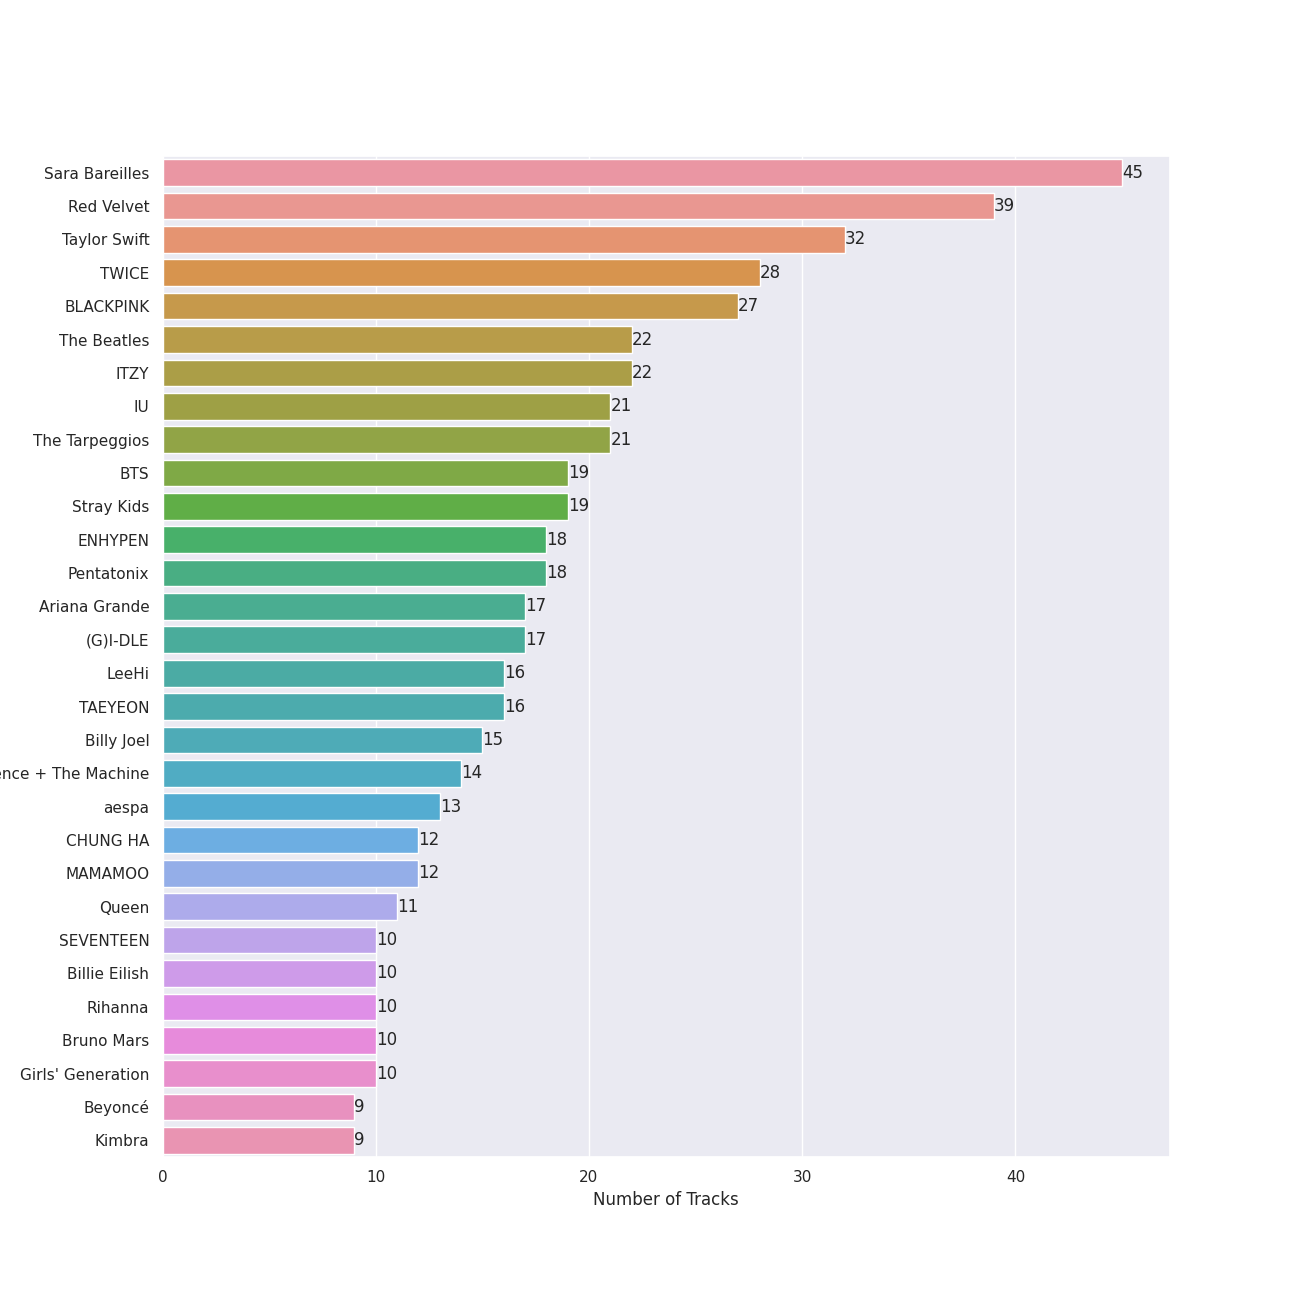 Sara Bareilles 45
Red Velvet 39
Taylor Swift 32
TWICE 28
BLACKPINK 27
The Beatles 22
ITZY 22
IU 21
The Tarpeggios 21
BTS 19
Stray Kids 19
ENHYPEN 18
Pentatonix 18
Ariana Grande 17
(G)I-DLE 17
LeeHi 16
TAEYEON 16
Billy Joel 15
ence + The Machine 14
aespa 13
CHUNG HA 12
MAMAMOO 12
Queen 11
SEVENTEEN 10
Billie Eilish 10
Rihanna 10
Bruno Mars 10
Girls' Generation 10
Beyoncé 9
Kimbra 9
0 10 20 30 40
Number of Tracks